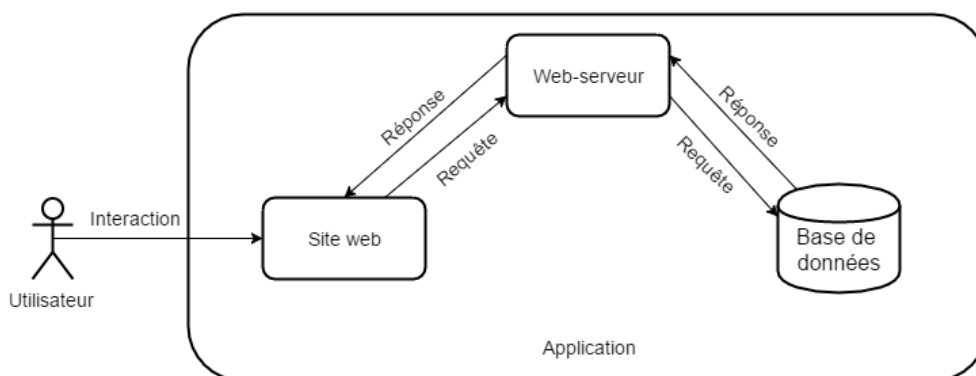 Web-serveur
Réponse
Requête
Réponse
Requête
Interaction
Site web
Base de
données
Utilisateur
Application